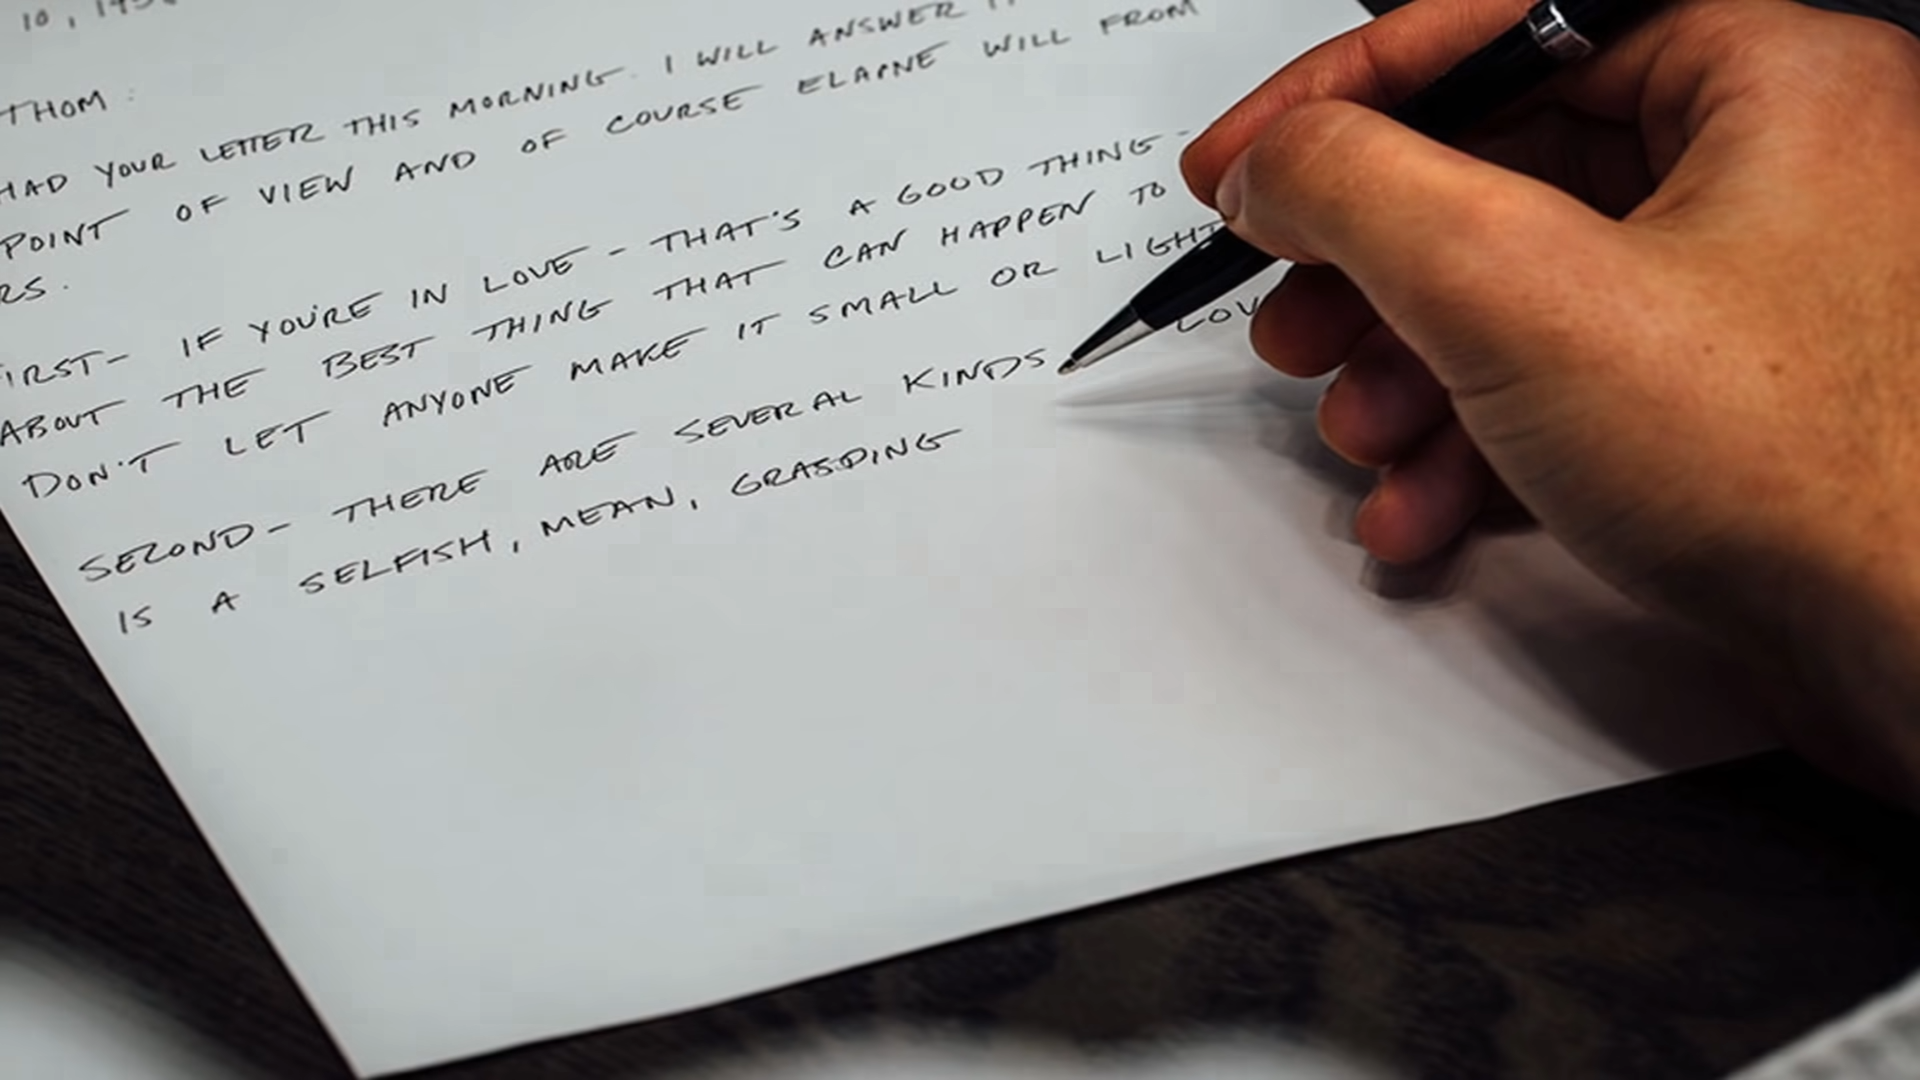 10, 195
THOM:
HAD YOUR LETTER THIS MORNING. I WILL ANSWER
POINT OF VIEW AND OF COURSE ELAINE WILL FROM
RS.
IRST- IF YOU'RE IN LOVE - THAT'S A GOOD THING -
ABOUT THE BEST THING THAT CAN HAPPEN TO
DON'T LET ANYONE MAKE IT SMALL OR LIGHT
SECOND- THERE ARE SEVERAL KINDS LOV
IS A SELFISH, MEAN, GRASPING